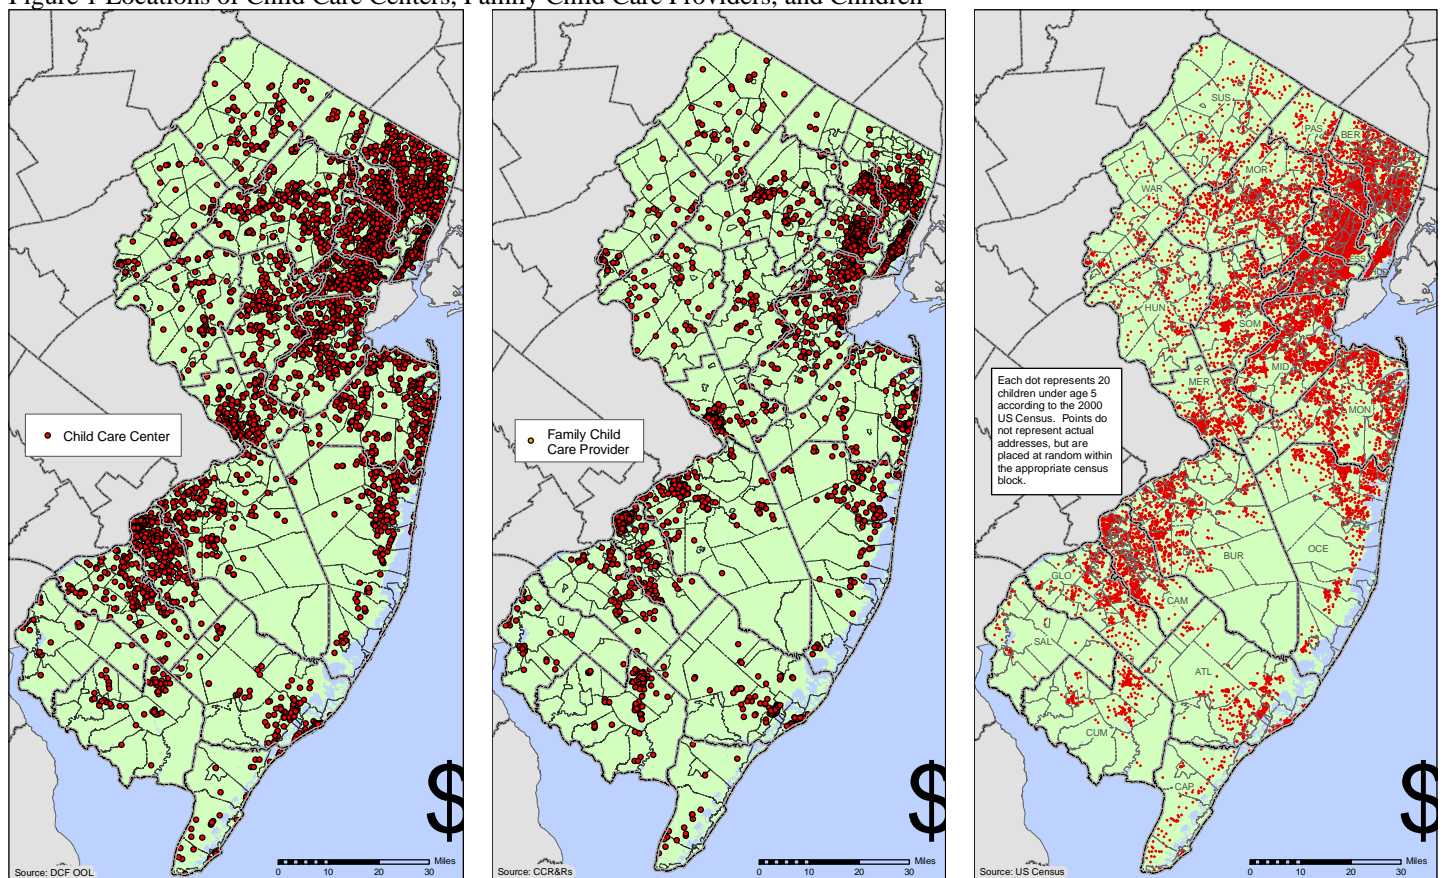 Figure 1 Locations of Child Care Centers, Family Child Care Providers, and Children
Child Care Center
$
Source: DCF OOL
Miles
0 10 20 30
Family Child
Care Provider
$
Source: CCR&Rs
Miles
0 10 20 30
SUS
PAS
BER
MOR
WAR
ESS
HUN
SOM
MID
MER
MON
Each dot represents 20
children under age 5
according to the 2000
US Census. Points do
not represent actual
addresses, but are
placed at random within
the appropriate census
block.
OCE
BUR
GLO
CAM
SAL
ATL
CUM
CAP
$
Source: US Census
Miles
0 10 20 30